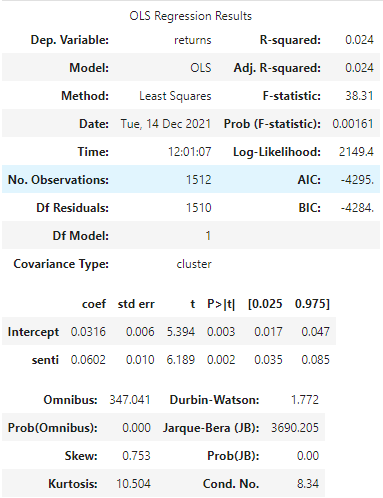 OLS Regression Results
Dep. Variable: returns R-squared: 0.024
Model: OLS Adj. R-squared: 0.024
Method: Least Squares F-statistic: 38.31
Date: Tue, 14 Dec 2021 Prob (F-statistic): 0.00161
Time: 12:01:07 Log-Likelihood: 2149.4
No. Observations: 1512 AIC: -4295.
Df Residuals: 1510 BIC: -4284.
Df Model: 1
Covariance Type: cluster
coef std err t P>|t| [0.025 0.975]
Intercept 0.0316 0.006 5.394 0.003 0.017 0.047
senti 0.0602 0.010 6.189 0.002 0.035 0.085
Omnibus: 347.041 Durbin-Watson: 1.772
Prob(Omnibus): 0.000 Jarque-Bera (JB): 3690.205
Skew: 0.753 Prob(JB): 0.00
Kurtosis: 10.504 Cond. No. 8.34